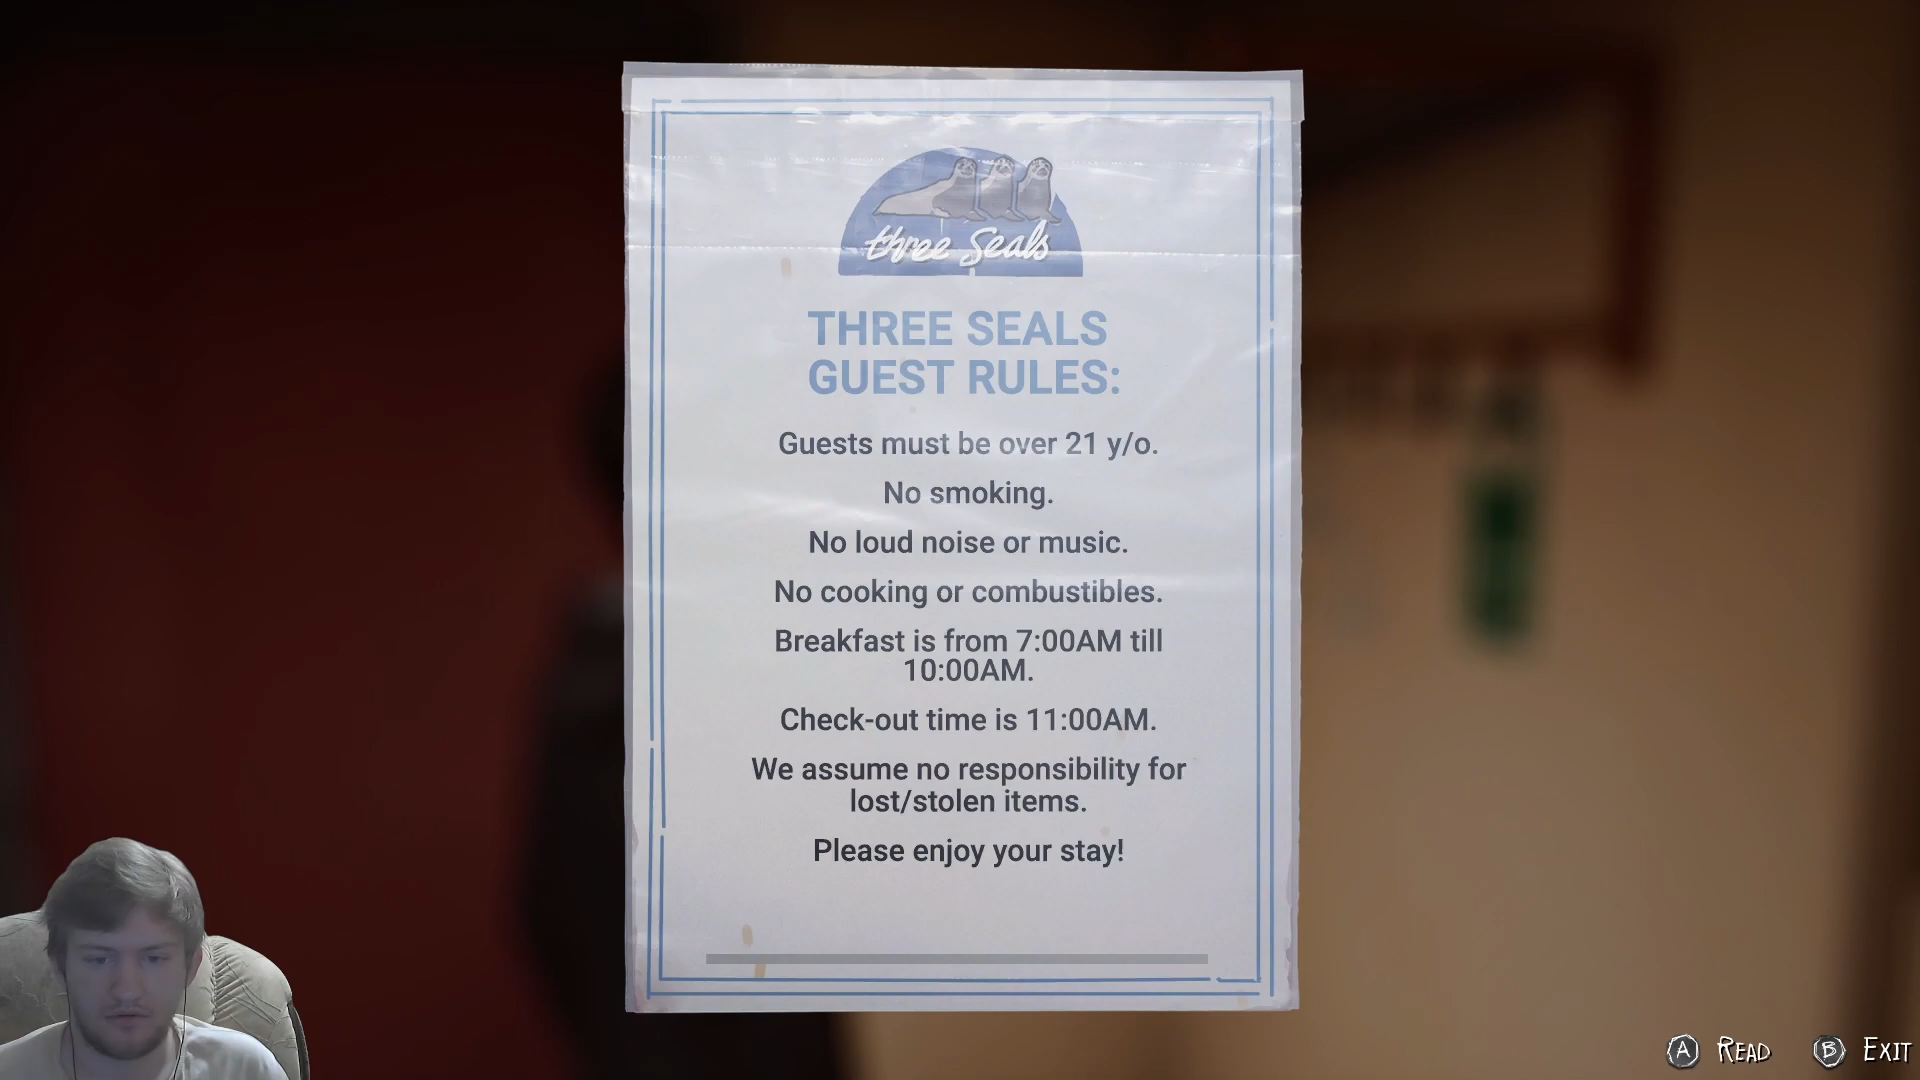 three Seals
THREE SEALS
GUEST RULES:
Guests must be over 21 y/o.
No smoking.
No loud noise or music.
No cooking or combustibles.
Breakfast is from 7:00AM till
10:00AM.
Check-out time is 11:00AM.
We assume no responsibility for
lost/stolen items.
Please enjoy your stay!
A READ B EXIT